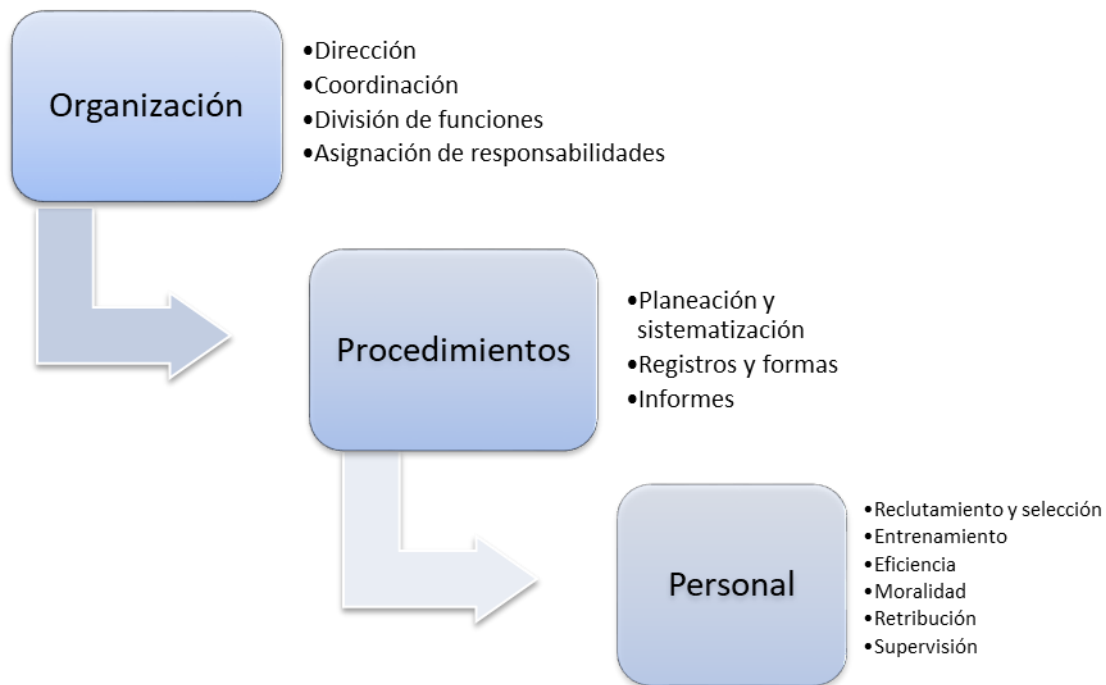 Organización
•Dirección
•Coordinación
•División de funciones
•Asignación de responsabilidades
Procedimientos
•Planeación y
sistematización
•Registros y formas
•Informes
Personal
•Reclutamiento y selección
•Entrenamiento
•Eficiencia
•Moralidad
•Retribución
•Supervisión